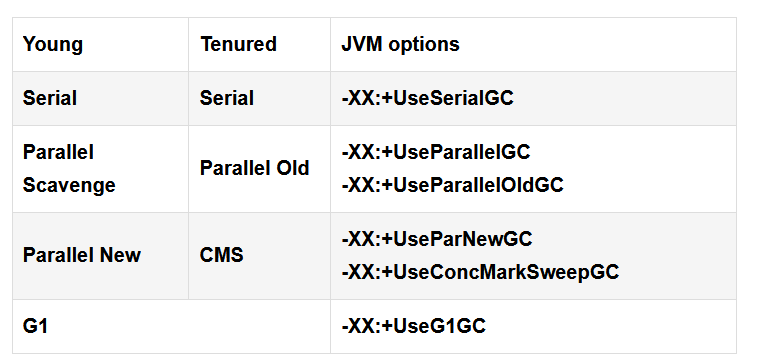 Young Tenured JVM options
Serial Serial -XX:+UseSerialGC
Parallel
Scavenge
Parallel Old
-XX:+UseParallelGC
-XX:+UseParallelOldGC
Parallel New
CMS
-XX:+UseParNewGC
-XX:+UseConcMarkSweepGC
G1 -XX:+UseG1GC